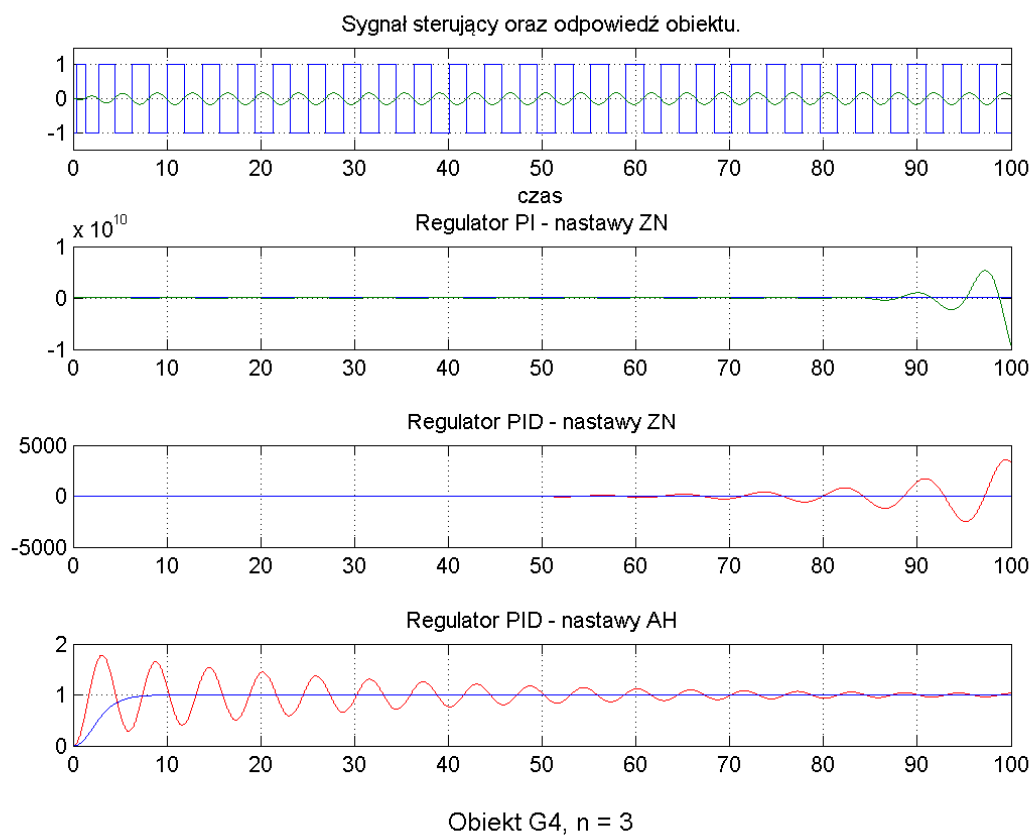 Sygnał sterujący oraz odpowiedź obiektu.
1
0
-1
0 10 20 30 40 50 60 70 80 90 100
czas
Regulator PI - nastawy ZN
x 10^10
1
0
-1
0 10 20 30 40 50 60 70 80 90 100
Regulator PID - nastawy ZN
5000
0
-5000
0 10 20 30 40 50 60 70 80 90 100
Regulator PID - nastawy AH
2
1
0
0 10 20 30 40 50 60 70 80 90 100
Obiekt G4, n = 3